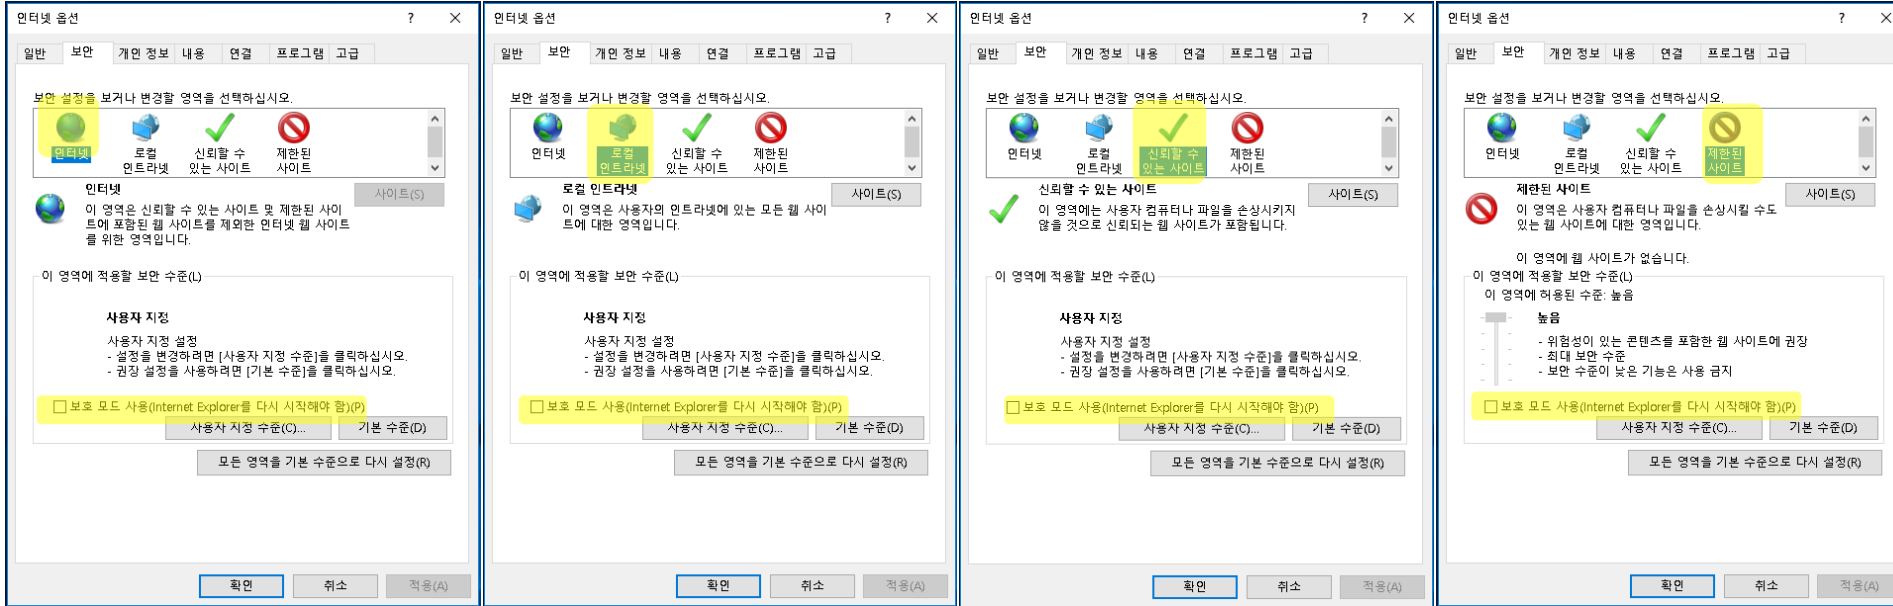 인터넷 옵션
? ×
일반 보안 개인 정보 내용 연결 프로그램 고급
보안 설정을 보거나 변경할 영역을 선택하십시오.
인터넷 로컬 인트라넷 신뢰할 수 있는 사이트 제한된 사이트
인터넷
사이트(S)
이 영역은 신뢰할 수 있는 사이트 및 제한된 사이
트에 포함된 웹 사이트를 제외한 인터넷 웹 사이트
를 위한 영역입니다.
이 영역에 적용할 보안 수준(L)
사용자 지정
사용자 지정 설정
- 설정을 변경하려면 [사용자 지정 수준]을 클릭하십시오.
- 권장 설정을 사용하려면 [기본 수준]을 클릭하십시오.
보호 모드 사용(Internet Explorer를 다시 시작해야 함)(P)
사용자 지정 수준(C)... 기본 수준(D)
모든 영역을 기본 수준으로 다시 설정(R)
확인 취소 적용(A)
인터넷 옵션
? ×
일반 보안 개인 정보 내용 연결 프로그램 고급
보안 설정을 보거나 변경할 영역을 선택하십시오.
인터넷 로컬 인트라넷 신뢰할 수 있는 사이트 제한된 사이트
로컬 인트라넷
사이트(S)
이 영역은 사용자의 인트라넷에 있는 모든 웹 사이
트에 대한 영역입니다.
이 영역에 적용할 보안 수준(L)
사용자 지정
사용자 지정 설정
- 설정을 변경하려면 [사용자 지정 수준]을 클릭하십시오.
- 권장 설정을 사용하려면 [기본 수준]을 클릭하십시오.
보호 모드 사용(Internet Explorer를 다시 시작해야 함)(P)
사용자 지정 수준(C)... 기본 수준(D)
모든 영역을 기본 수준으로 다시 설정(R)
확인 취소 적용(A)
인터넷 옵션
? ×
일반 보안 개인 정보 내용 연결 프로그램 고급
보안 설정을 보거나 변경할 영역을 선택하십시오.
인터넷 로컬 인트라넷 신뢰할 수 있는 사이트 제한된 사이트
신뢰할 수 있는 사이트
사이트(S)
이 영역에는 사용자 컴퓨터나 파일을 손상시키지
않을 것으로 신뢰되는 웹 사이트가 포함됩니다.
이 영역에 적용할 보안 수준(L)
사용자 지정
사용자 지정 설정
- 설정을 변경하려면 [사용자 지정 수준]을 클릭하십시오.
- 권장 설정을 사용하려면 [기본 수준]을 클릭하십시오.
보호 모드 사용(Internet Explorer를 다시 시작해야 함)(P)
사용자 지정 수준(C)... 기본 수준(D)
모든 영역을 기본 수준으로 다시 설정(R)
확인 취소 적용(A)
인터넷 옵션
? ×
일반 보안 개인 정보 내용 연결 프로그램 고급
보안 설정을 보거나 변경할 영역을 선택하십시오.
인터넷 로컬 인트라넷 신뢰할 수 있는 사이트 제한된 사이트
제한된 사이트
사이트(S)
이 영역은 사용자 컴퓨터나 파일을 손상시킬 수도
있는 웹 사이트에 대한 영역입니다.
이 영역에 웹 사이트가 없습니다.
이 영역에 적용할 보안 수준(L)
이 영역에 허용된 수준: 높음
높음
- 위험성이 있는 콘텐츠를 포함한 웹 사이트에 권장
- 최대 보안 수준
- 보안 수준이 낮은 기능은 사용 금지
보호 모드 사용(Internet Explorer를 다시 시작해야 함)(P)
사용자 지정 수준(C)... 기본 수준(D)
모든 영역을 기본 수준으로 다시 설정(R)
확인 취소 적용(A)